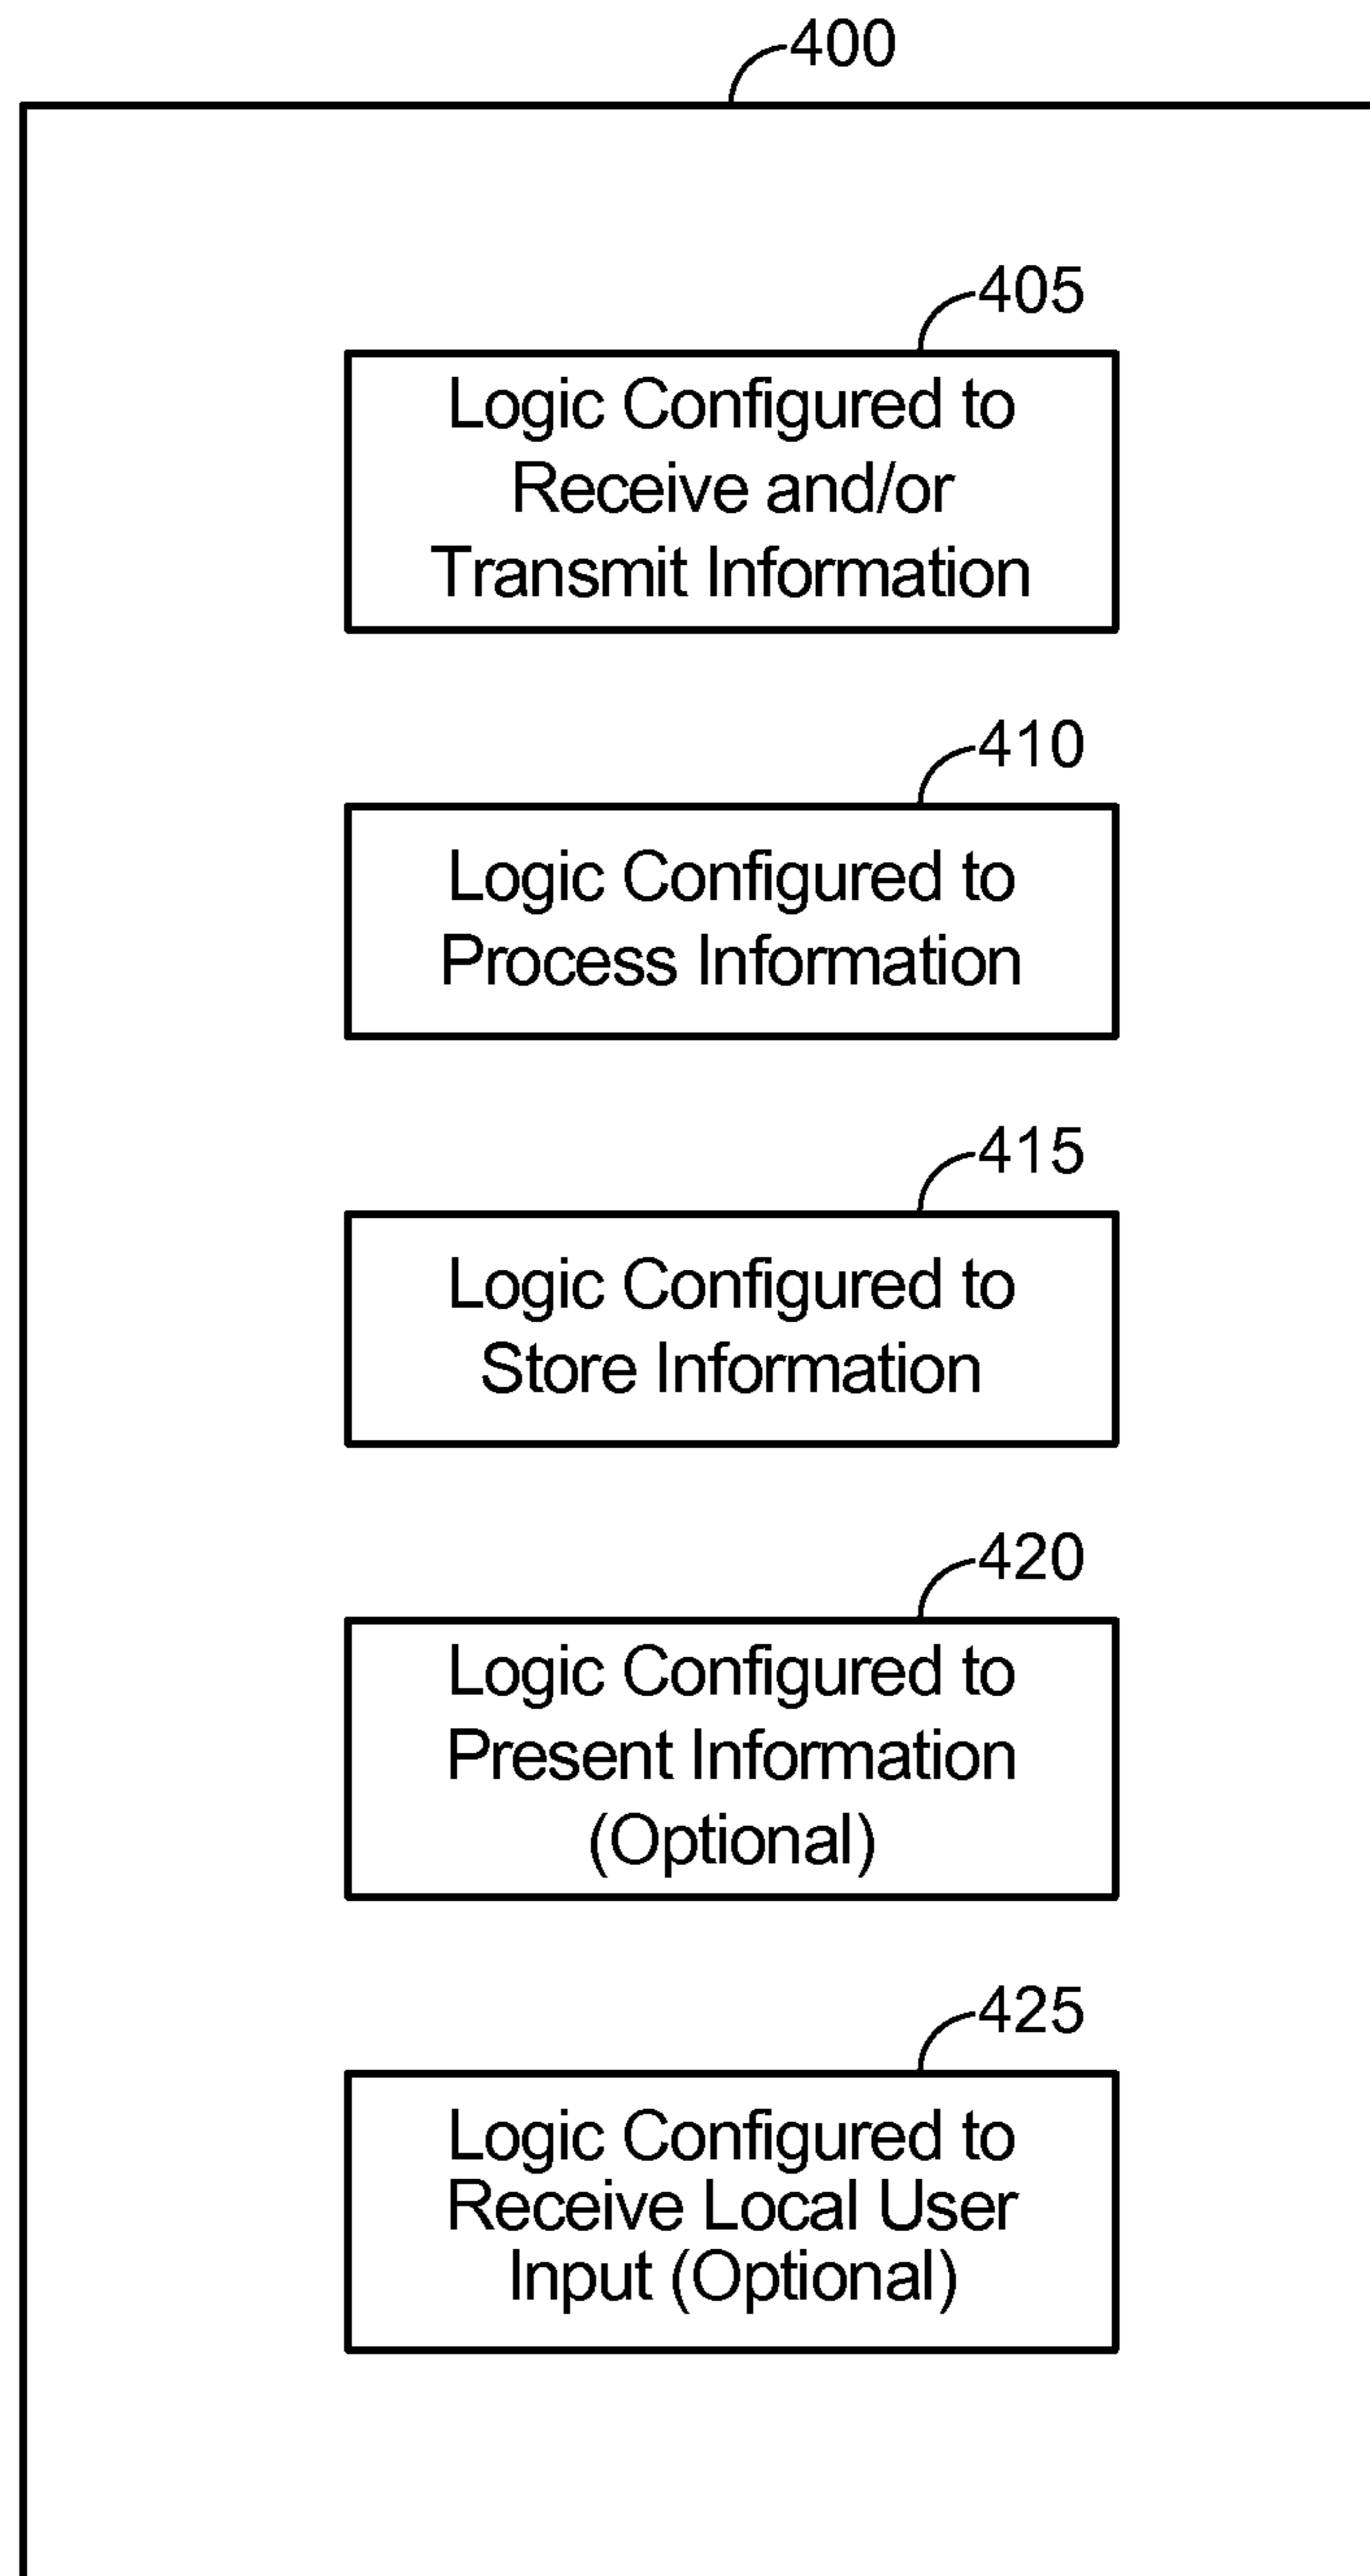 400
405
Logic Configured to
Receive and/or
Transmit Information
410
Logic Configured to
Process Information
415
Logic Configured to
Store Information
420
Logic Configured to
Present Information
(Optional)
425
Logic Configured to
Receive Local User
Input (Optional)